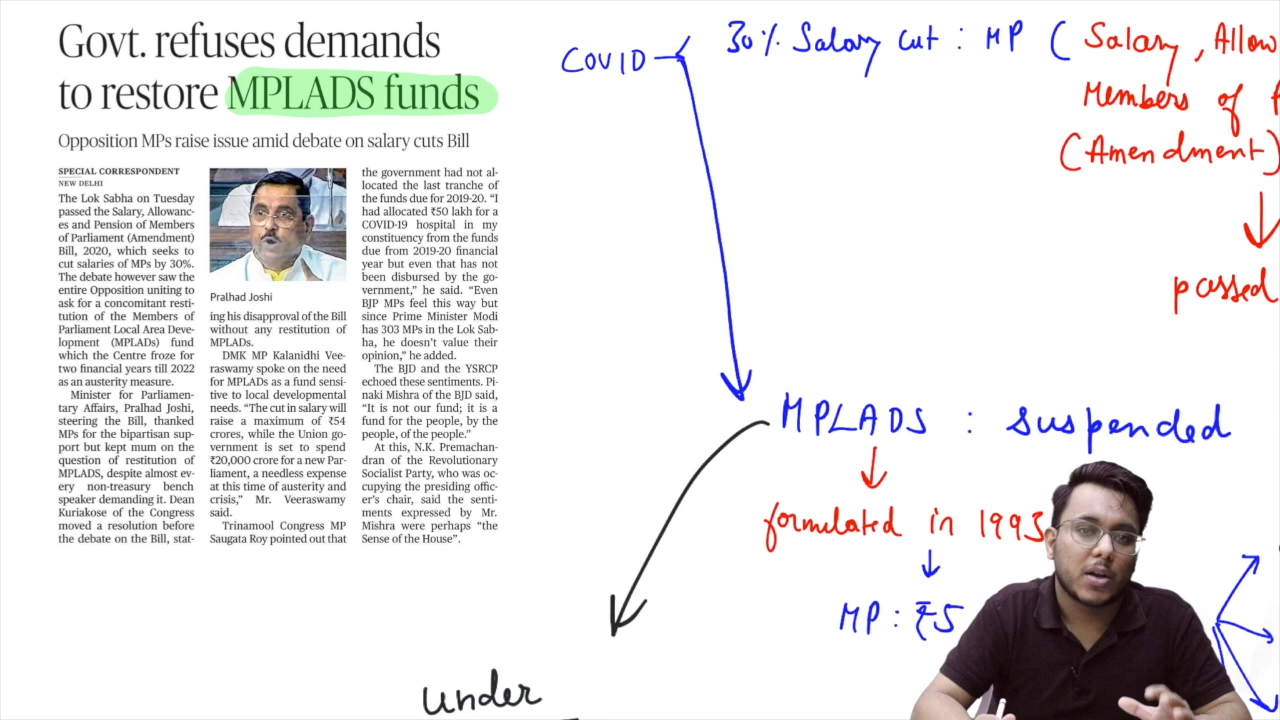 Govt. refuses demands
to restore MPLADS funds
Opposition MPs raise issue amid debate on salary cuts Bill
SPECIAL CORRESPONDENT
NEW DELHI
The Lok Sabha on Tuesday
passed the Salary, Allowanc-
es and Pension of Members
of Parliament (Amendment)
Bill, 2020, which seeks to
cut salaries of MPs by 30%.
The debate however saw the
entire Opposition uniting to
ask for a concomitant resti-
tution of the Members of
Parliament Local Area Deve-
lopment (MPLADs) fund
which the Centre froze for
two financial years till 2022
as an austerity measure.
Minister for Parliamen-
tary Affairs, Pralhad Joshi,
steering the Bill, thanked
MPs for the bipartisan sup-
port but kept mum on the
question of restitution of
MPLADS, despite almost ev-
ery non-treasury bench
speaker demanding it. Dean
Kuriakose of the Congress
moved a resolution before
the debate on the Bill, stat-
Pralhad Joshi
ing his disapproval of the Bill
without any restitution of
MPLADs.
DMK MP Kalanidhi Vee-
raswamy spoke on the need
for MPLADs as a fund sensi-
tive to local developmental
needs. “The cut in salary will
raise a maximum of ₹54
crores, while the Union go-
vernment is set to spend
₹20,000 crore for a new Par-
liament, a needless expense
at this time of austerity and
crisis,” Mr. Veeraswamy
said.
Trinamool Congress MP
Saugata Roy pointed out that
the government had not al-
located the last tranche of
the funds due for 2019-20. “I
had allocated ₹50 lakh for a
COVID-19 hospital in my
constituency from the funds
due from 2019-20 financial
year but even that has not
been disbursed by the go-
vernment,” he said. “Even
BJP MPs feel this way but
since Prime Minister Modi
has 303 MPs in the Lok Sab-
ha, he doesn’t value their
opinion,” he added.
The BJD and the YSRCP
echoed these sentiments. Pi-
naki Mishra of the BJD said,
“It is not our fund; it is a
fund for the people, by the
people, of the people.”
At this, N.K. Premachan-
dran of the Revolutionary
Socialist Party, who was oc-
cupying the presiding offic-
er’s chair, said the senti-
ments expressed by Mr.
Mishra were perhaps “the
Sense of the House”.
COVID
30% Salary cut : MP ( Salary, Allow
Members of P
(Amendment)
passed
MPLADS : suspended
formulated in 1993
MP : ₹5
under